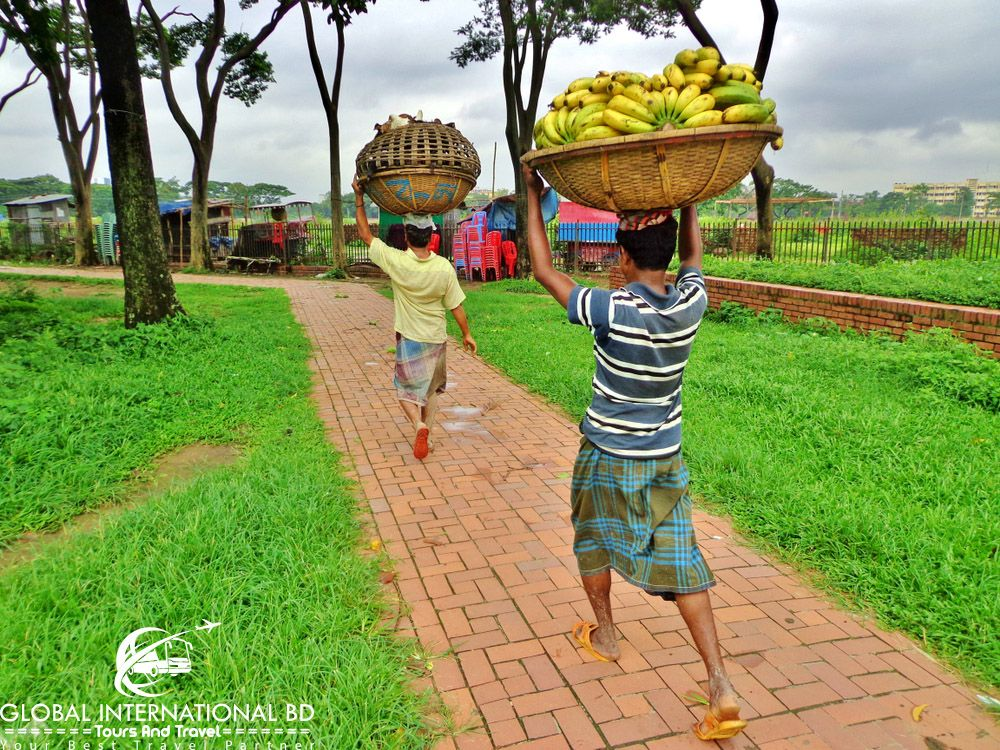 GLOBAL INTERNATIONAL BD
Tours And Travel
Your Best Travel Partner